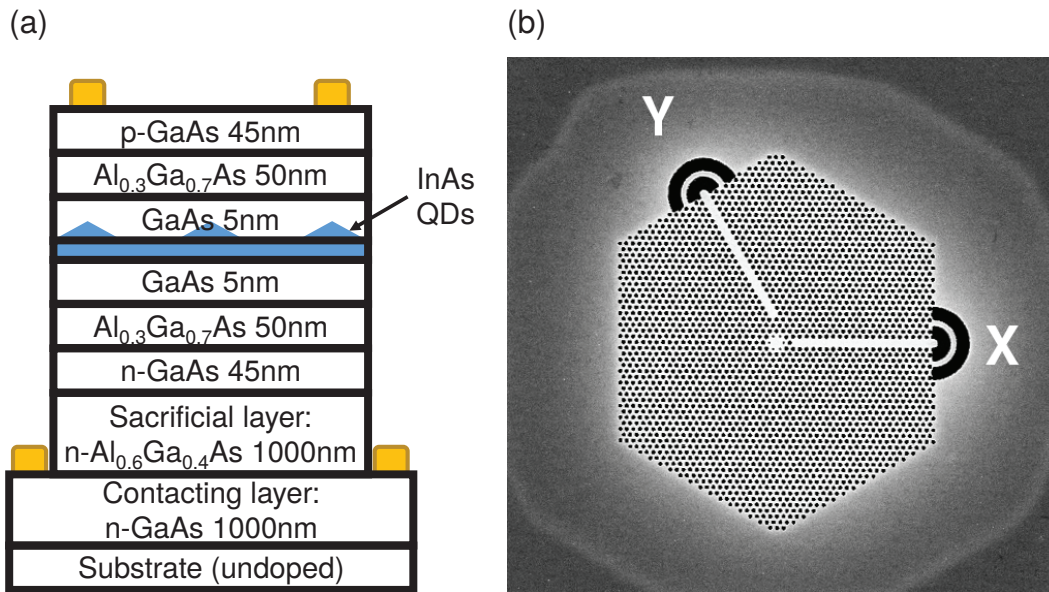 (a)
p-GaAs 45nm
Al0.3Ga0.7As 50nm
GaAs 5nm
InAs
QDs
GaAs 5nm
Al0.3Ga0.7As 50nm
n-GaAs 45nm
Sacrificial layer:
n-Al0.6Ga0.4As 1000nm
Contacting layer:
n-GaAs 1000nm
Substrate (undoped)
(b)
Y
X